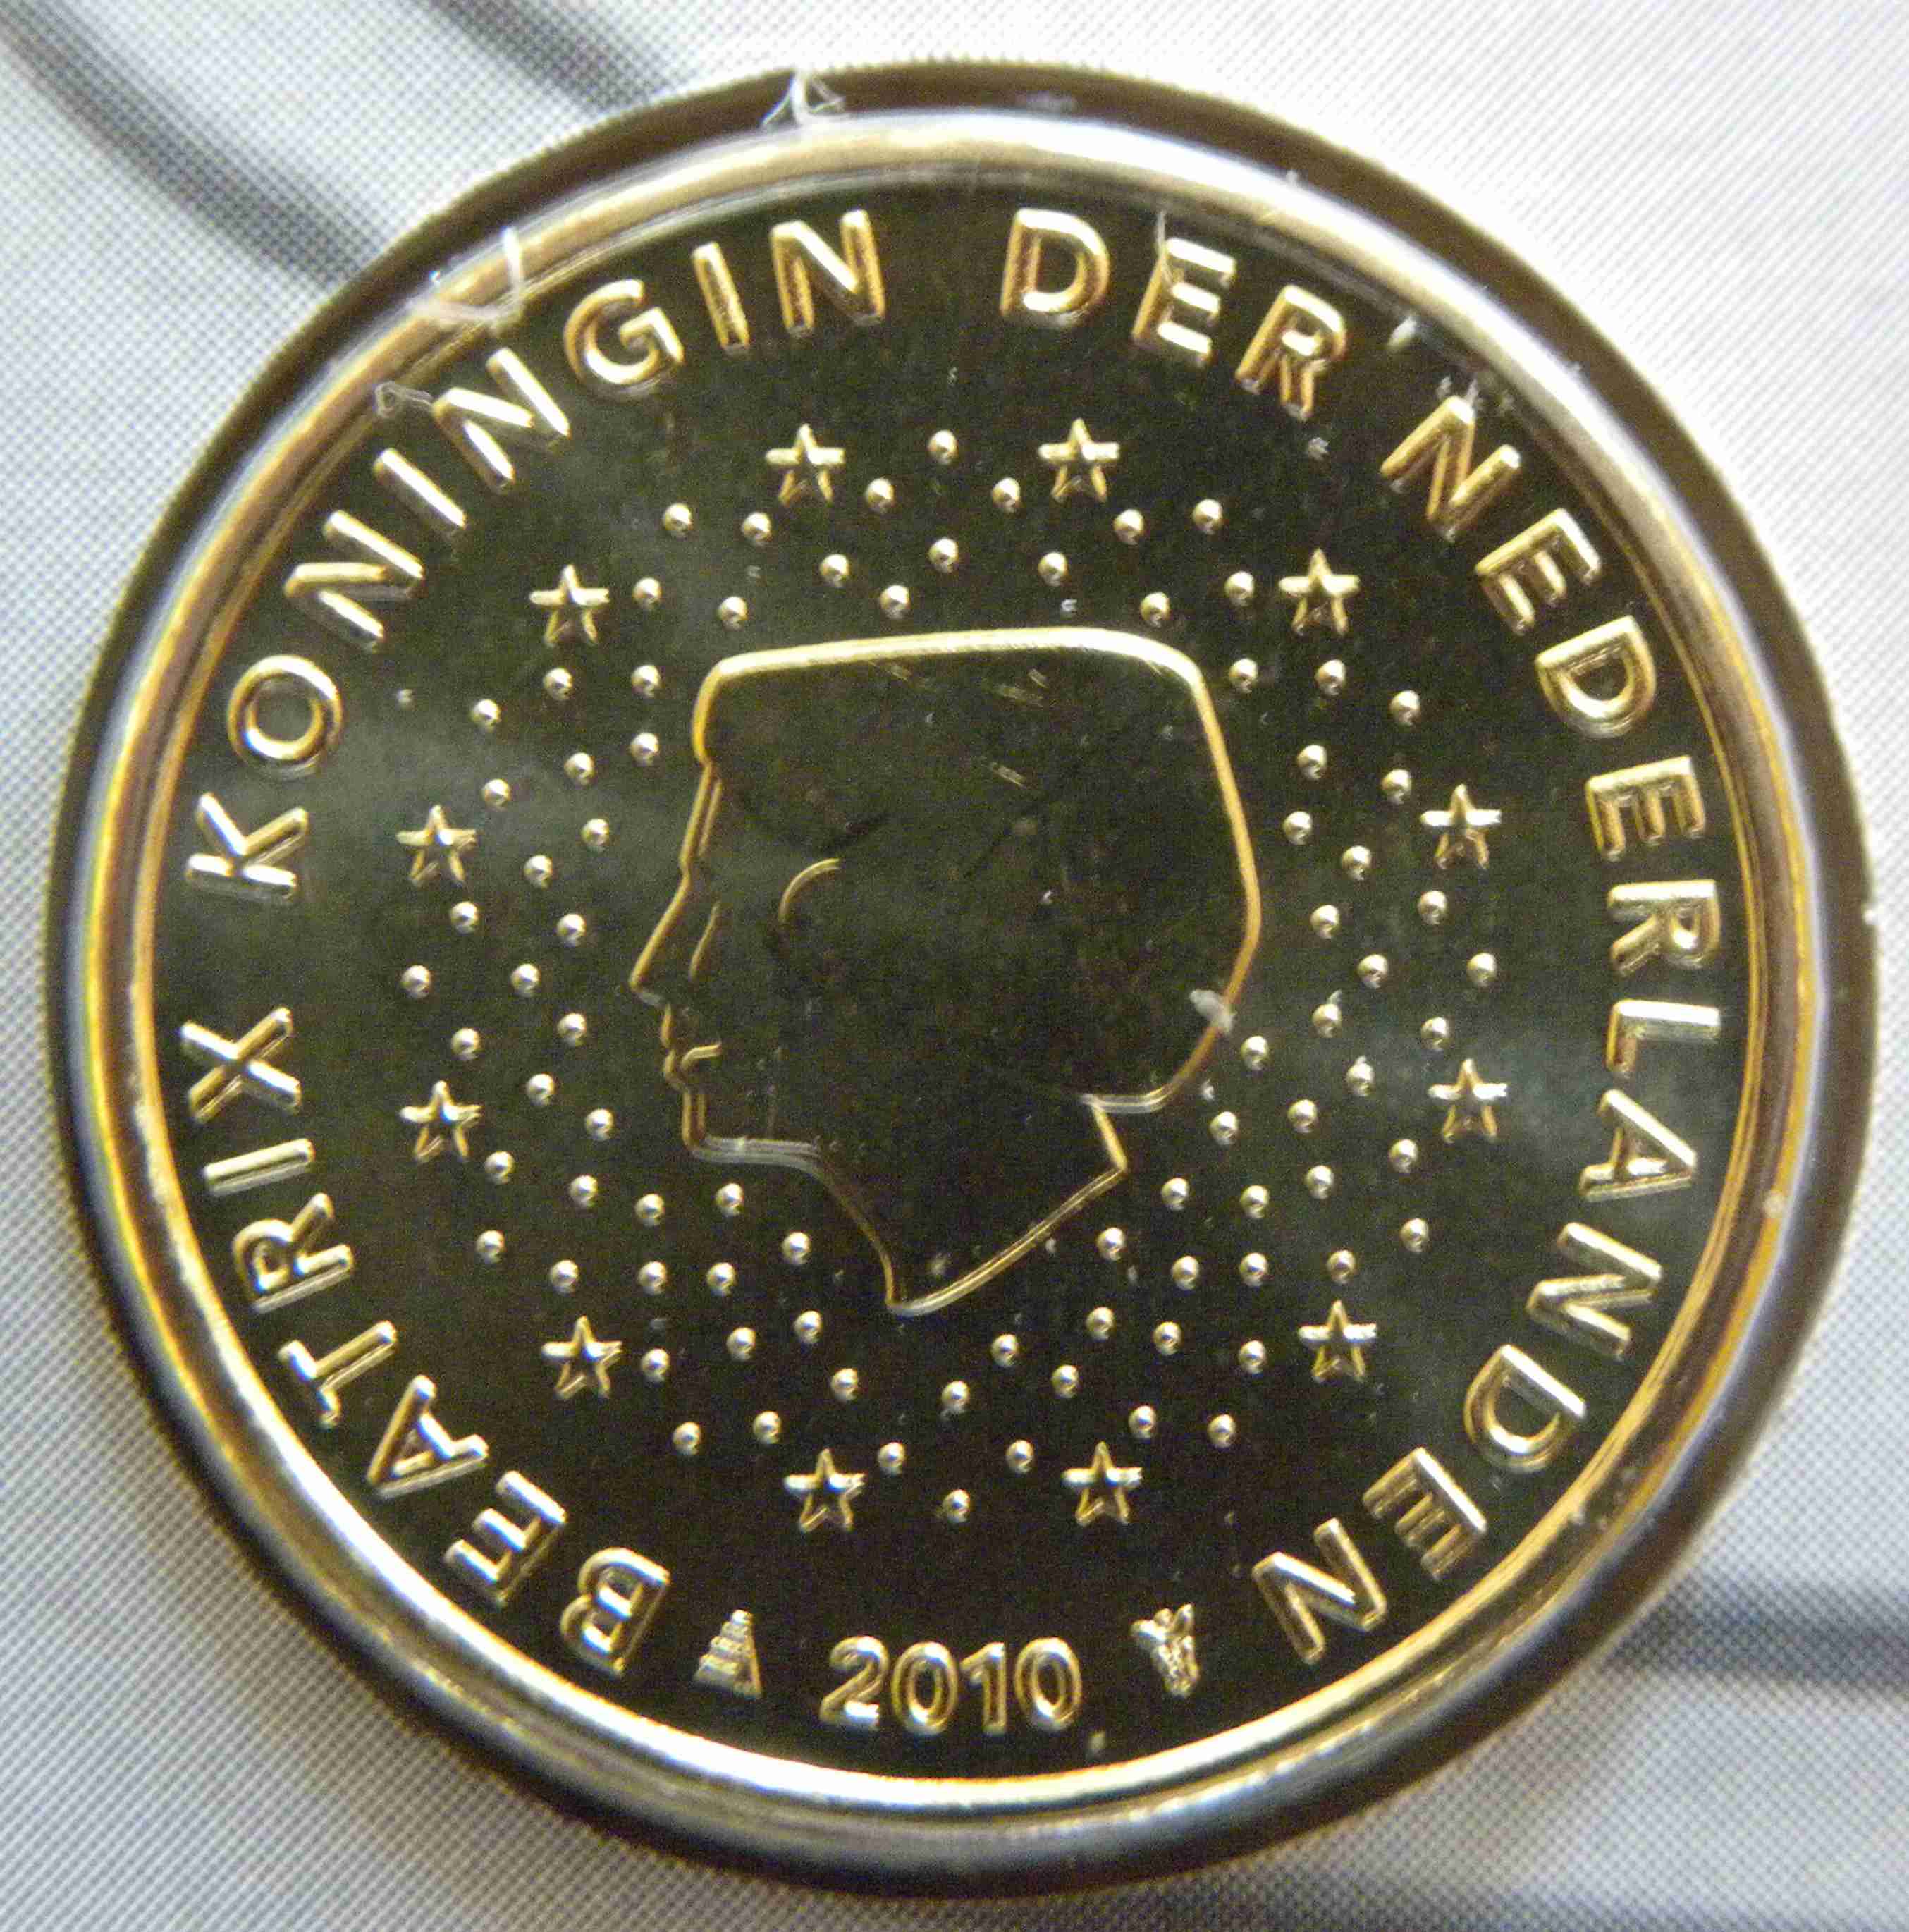 BEATRIX KONINGIN DER NEDERLANDEN
2010